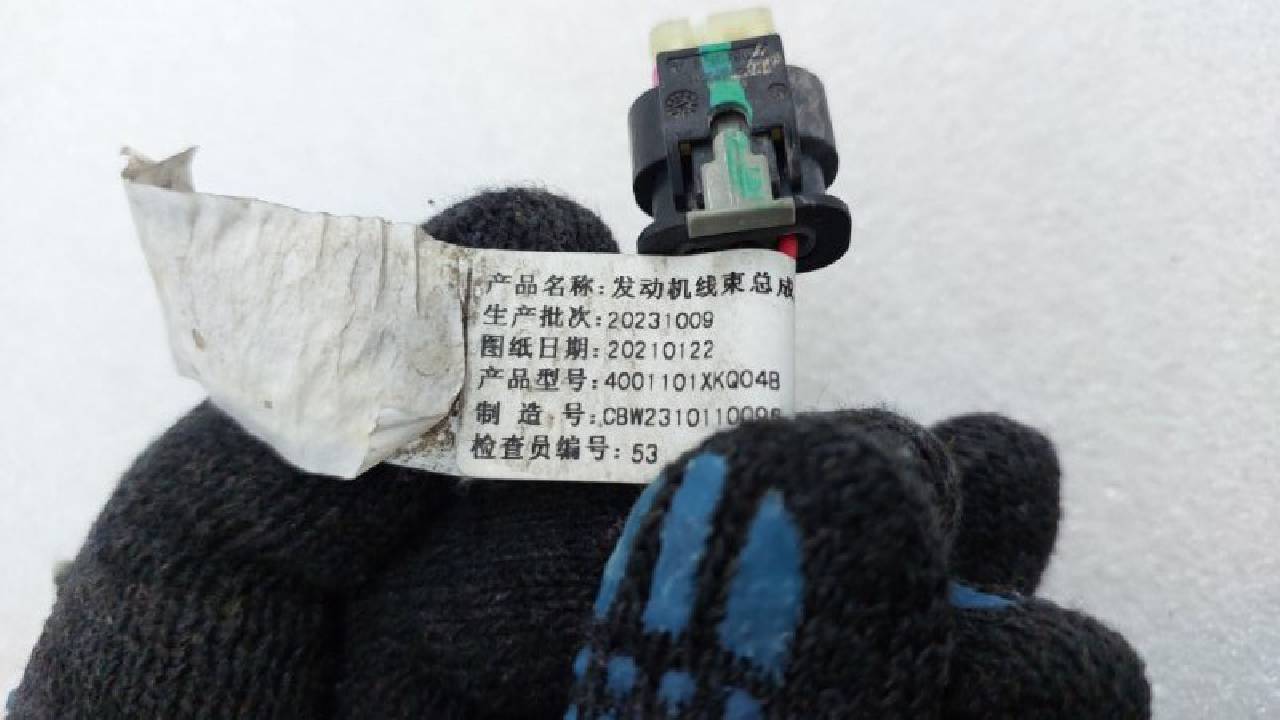 产品名称:发动机线束总成
生产批次:20231009
图纸日期:20210122
产品型号:4001101XKQ04B
制 造 号:CBW2310110096
检查员编号:53